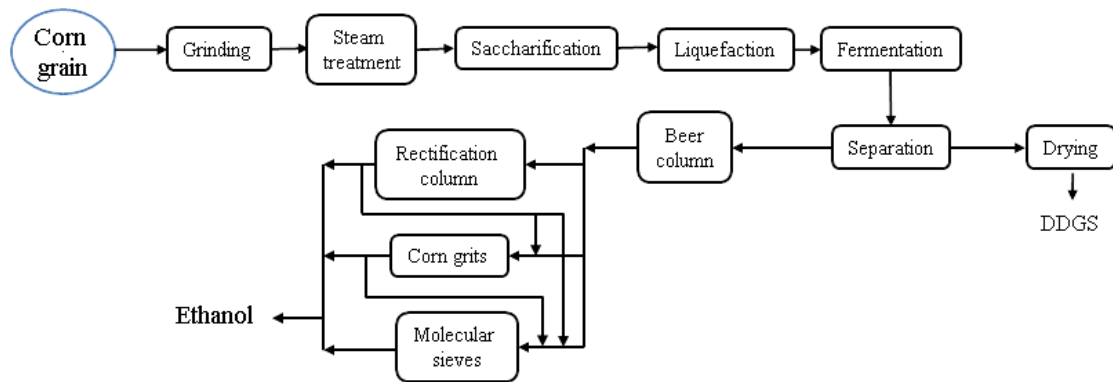 Corn
grain
Grinding
Steam
treatment
Saccharification
Liquefaction
Fermentation
Beer
column
Separation
Drying
Rectification
column
DDGS
Corn grits
Ethanol
Molecular
sieves